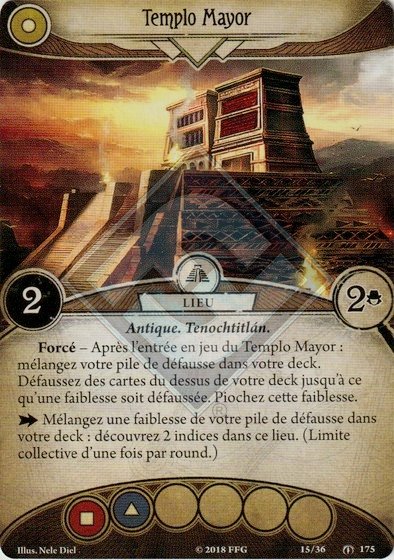 Templo Mayor
2
2
LIEU
Antique. Tenochtitlán.
Forcé – Après l'entrée en jeu du Templo Mayor :
mélangez votre pile de défausse dans votre deck.
Défaussez des cartes du dessus de votre deck jusqu'à ce
qu'une faiblesse soit défaussée. Piochez cette faiblesse.
Mélangez une faiblesse de votre pile de défausse dans
votre deck : découvrez 2 indices dans ce lieu. (Limite
collective d'une fois par round.)
Illus. Nele Diel
© 2018 FFG
15/36
175